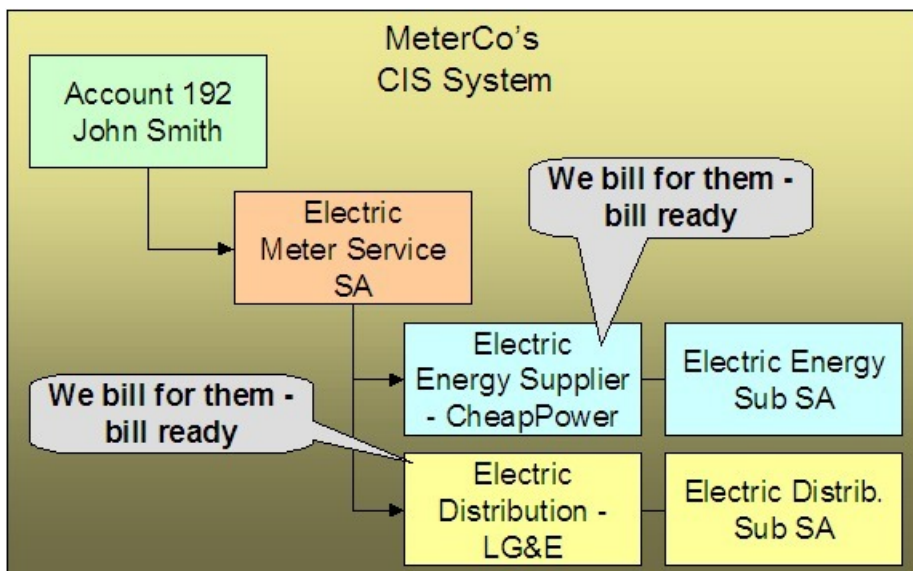 MeterCo's
CIS System
Account 192
John Smith
We bill for them -
bill ready
Electric
Meter Service
SA
Electric
Energy Supplier
- CheapPower
Electric Energy
Sub SA
We bill for them -
bill ready
Electric
Distribution -
LG&E
Electric Distrib.
Sub SA